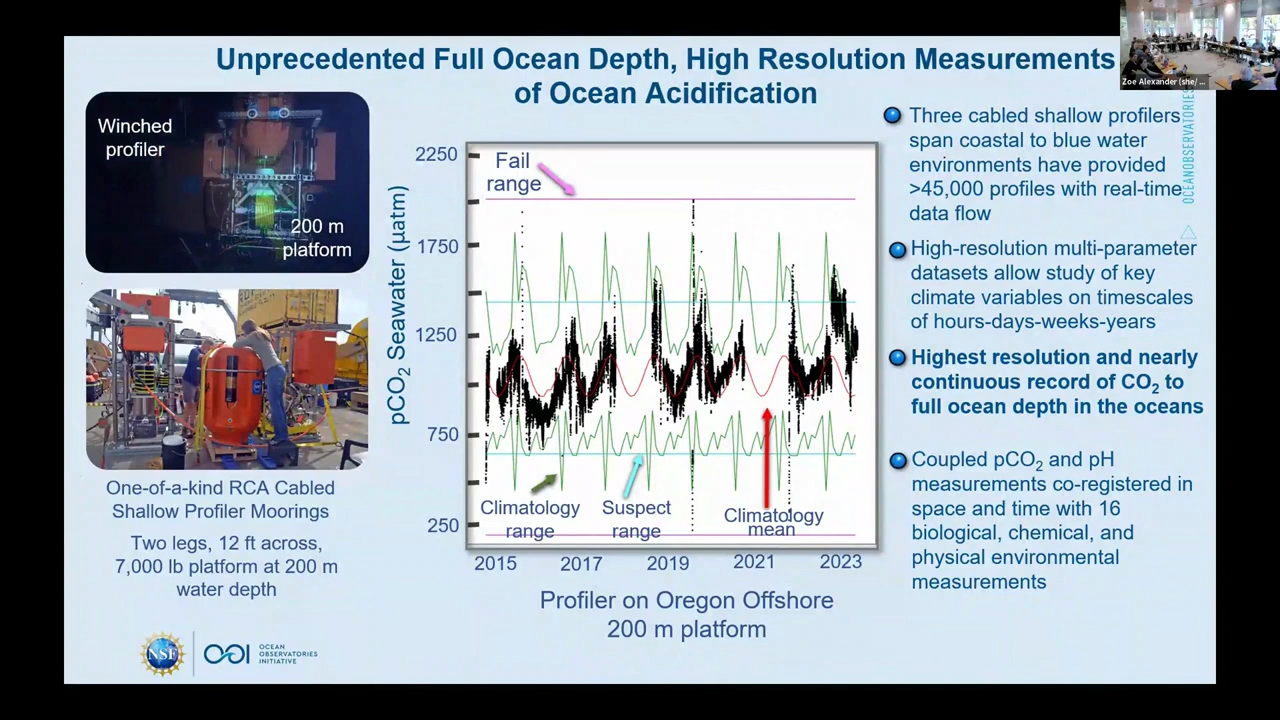 Unprecedented Full Ocean Depth, High Resolution Measurements
of Ocean Acidification
Zoe Alexander (she/ ...
Winched
profiler
200 m
platform
One-of-a-kind RCA Cabled
Shallow Profiler Moorings
Two legs, 12 ft across,
7,000 lb platform at 200 m
water depth
NSF
OOI
OCEAN
OBSERVATORIES
INITIATIVE
pCO2 Seawater (µatm)
2250
1750
1250
750
250
Fail
range
Climatology
range
Suspect
range
Climatology
mean
2015
2017
2019
2021
2023
Profiler on Oregon Offshore
200 m platform
Three cabled shallow profilers
span coastal to blue water
environments have provided
>45,000 profiles with real-time
data flow
High-resolution multi-parameter
datasets allow study of key
climate variables on timescales
of hours-days-weeks-years
Highest resolution and nearly
continuous record of CO2 to
full ocean depth in the oceans
Coupled pCO2 and pH
measurements co-registered in
space and time with 16
biological, chemical, and
physical environmental
measurements
OCEANOBSERVATORIES